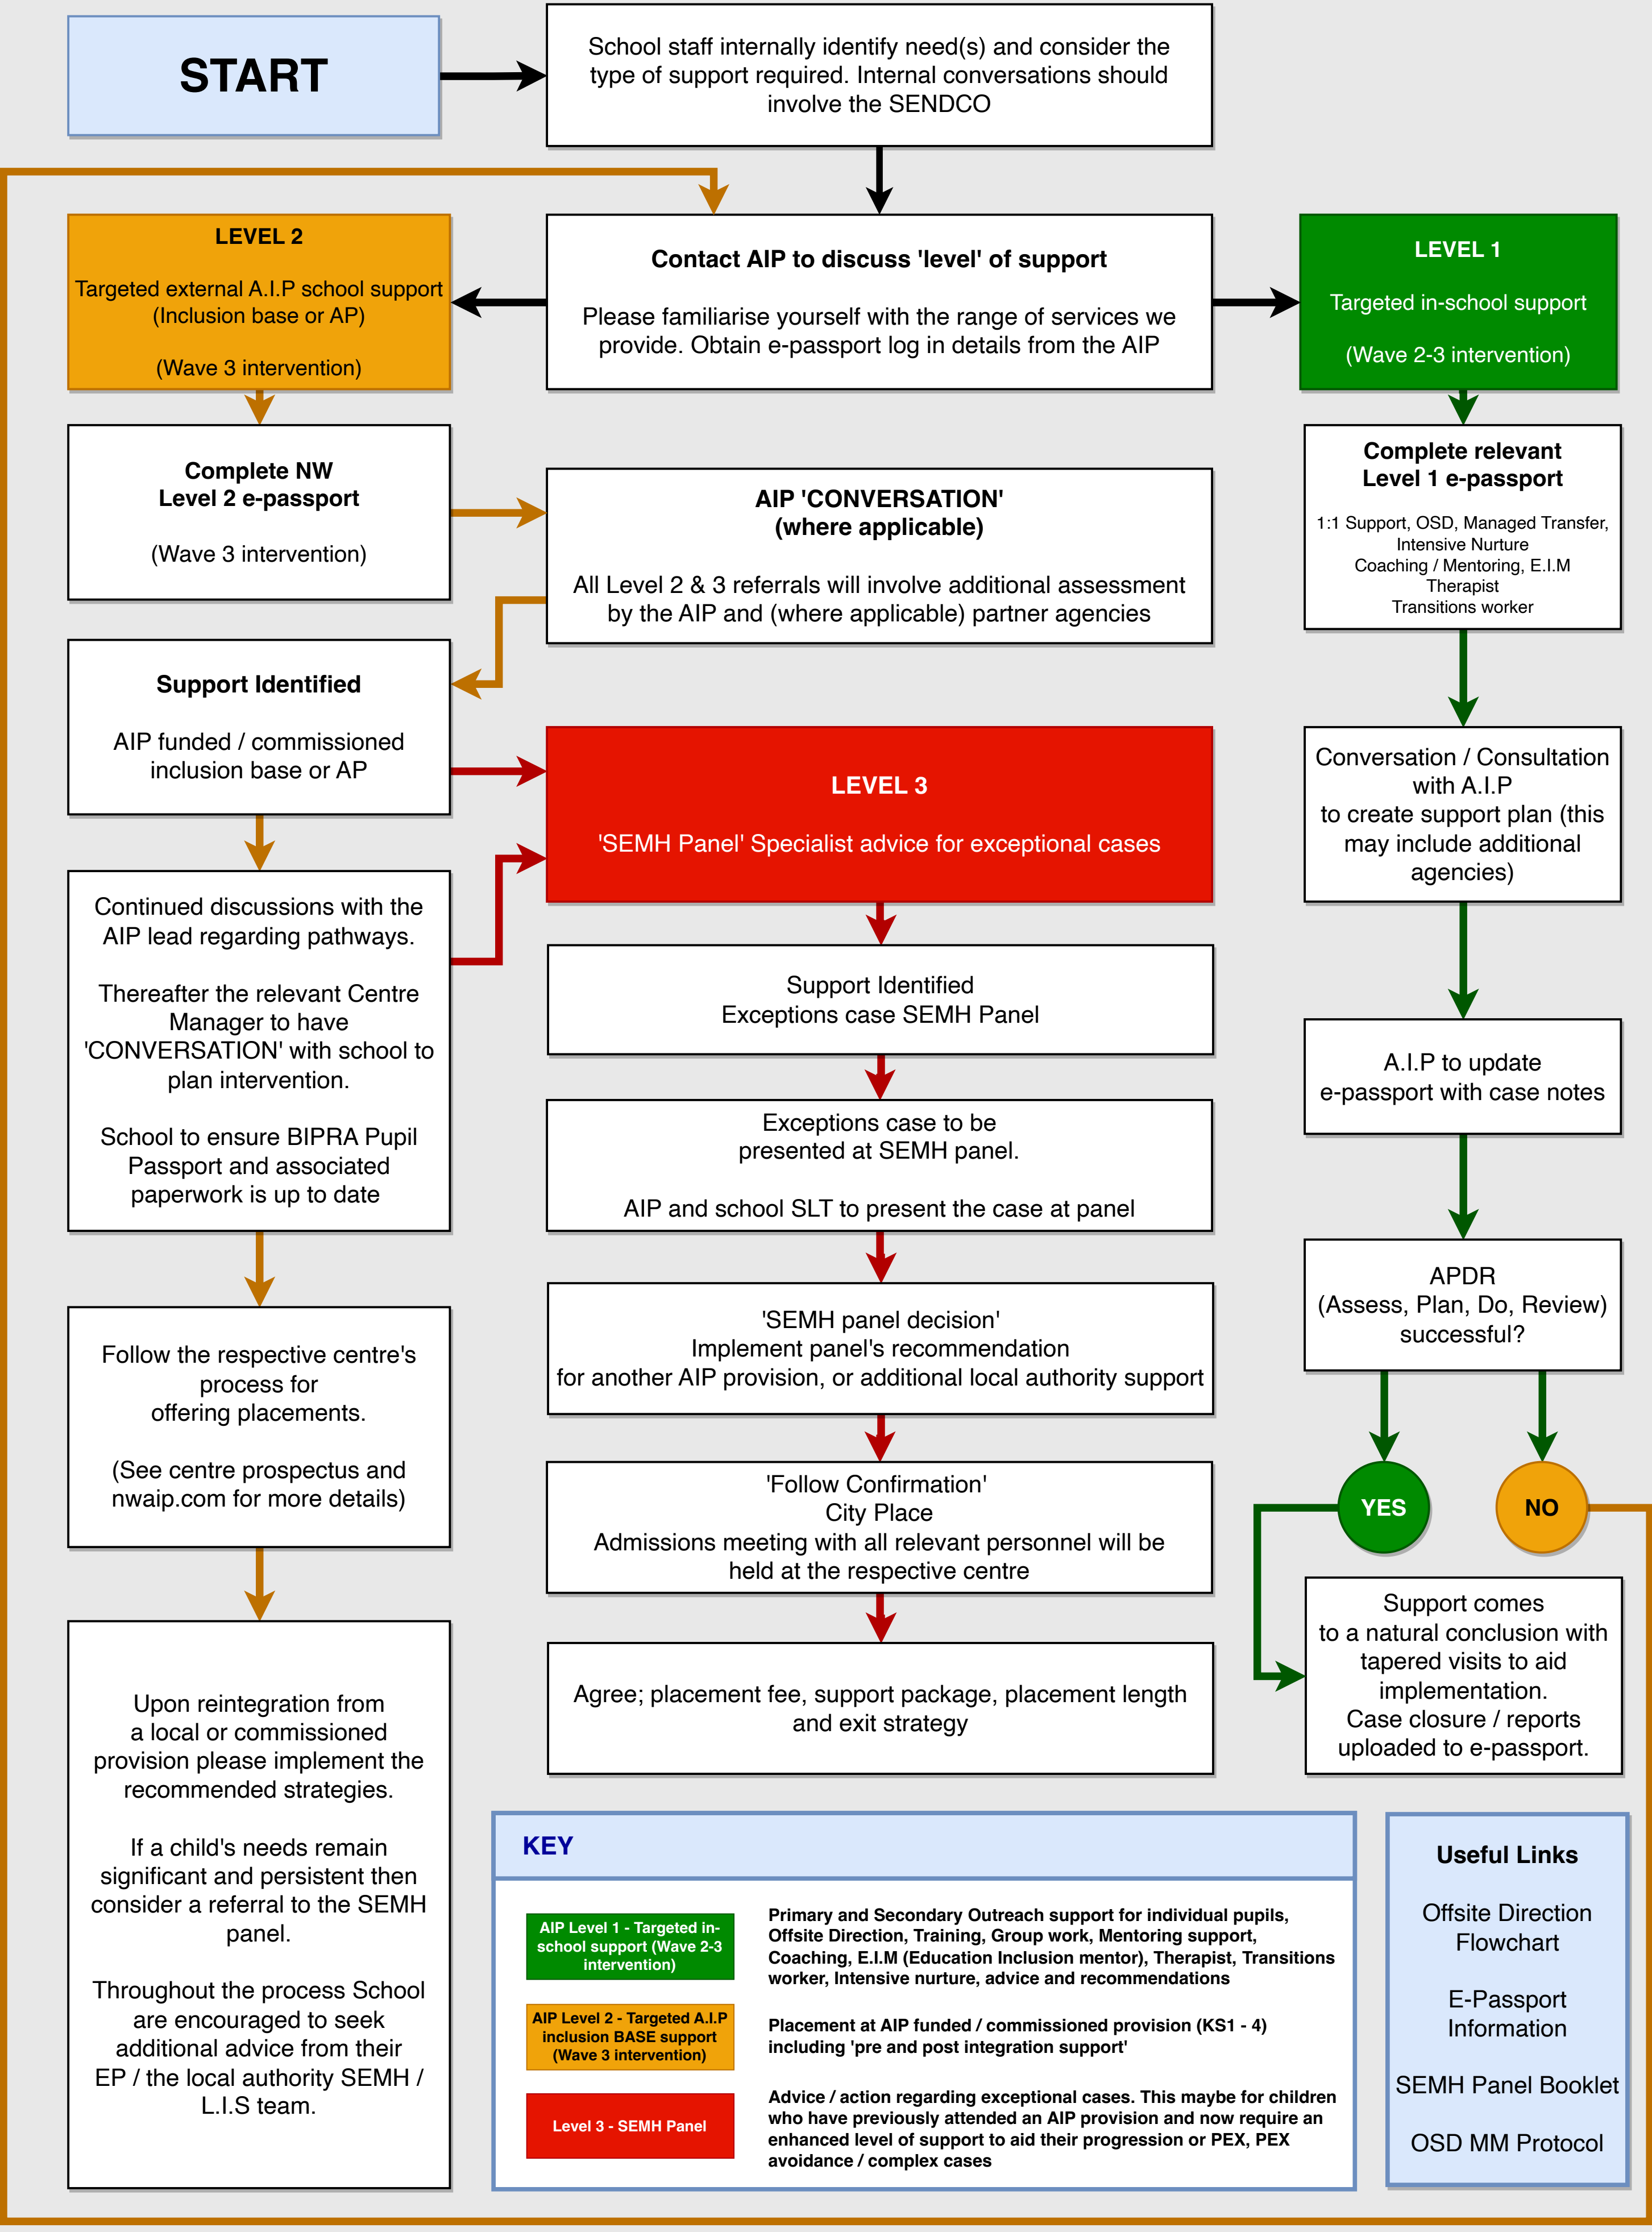 START
School staff internally identify need(s) and consider the
type of support required. Internal conversations should
involve the SENDCO
LEVEL 2
Targeted external A.I.P school support
(Inclusion base or AP)
(Wave 3 intervention)
Contact AIP to discuss 'level' of support
Please familiarise yourself with the range of services we
provide. Obtain e-passport log in details from the AIP
LEVEL 1
Targeted in-school support
(Wave 2-3 intervention)
Complete NW
Level 2 e-passport
(Wave 3 intervention)
AIP 'CONVERSATION'
(where applicable)
All Level 2 & 3 referrals will involve additional assessment
by the AIP and (where applicable) partner agencies
Complete relevant
Level 1 e-passport
1:1 Support, OSD, Managed Transfer,
Intensive Nurture
Coaching / Mentoring, E.I.M
Therapist
Transitions worker
Support Identified
AIP funded / commissioned
inclusion base or AP
LEVEL 3
'SEMH Panel' Specialist advice for exceptional cases
Conversation / Consultation
with A.I.P
to create support plan (this
may include additional
agencies)
Continued discussions with the
AIP lead regarding pathways.
Thereafter the relevant Centre
Manager to have
'CONVERSATION' with school to
plan intervention.
School to ensure BIPRA Pupil
Passport and associated
paperwork is up to date
Support Identified
Exceptions case SEMH Panel
A.I.P to update
e-passport with case notes
Exceptions case to be
presented at SEMH panel.
AIP and school SLT to present the case at panel
APDR
(Assess, Plan, Do, Review)
successful?
Follow the respective centre's
process for
offering placements.
(See centre prospectus and
nwaip.com for more details)
'SEMH panel decision'
Implement panel's recommendation
for another AIP provision, or additional local authority support
YES
NO
'Follow Confirmation'
City Place
Admissions meeting with all relevant personnel will be
held at the respective centre
Support comes
to a natural conclusion with
tapered visits to aid
implementation.
Case closure / reports
uploaded to e-passport.
Upon reintegration from
a local or commissioned
provision please implement the
recommended strategies.
If a child's needs remain
significant and persistent then
consider a referral to the SEMH
panel.
Throughout the process School
are encouraged to seek
additional advice from their
EP / the local authority SEMH /
L.I.S team.
Agree; placement fee, support package, placement length
and exit strategy
KEY
AIP Level 1 - Targeted in-
school support (Wave 2-3
intervention)
Primary and Secondary Outreach support for individual pupils,
Offsite Direction, Training, Group work, Mentoring support,
Coaching, E.I.M (Education Inclusion mentor), Therapist, Transitions
worker, Intensive nurture, advice and recommendations
AIP Level 2 - Targeted A.I.P
inclusion BASE support
(Wave 3 intervention)
Placement at AIP funded / commissioned provision (KS1 - 4)
including 'pre and post integration support'
Level 3 - SEMH Panel
Advice / action regarding exceptional cases. This maybe for children
who have previously attended an AIP provision and now require an
enhanced level of support to aid their progression or PEX, PEX
avoidance / complex cases
Useful Links
Offsite Direction
Flowchart
E-Passport
Information
SEMH Panel Booklet
OSD MM Protocol